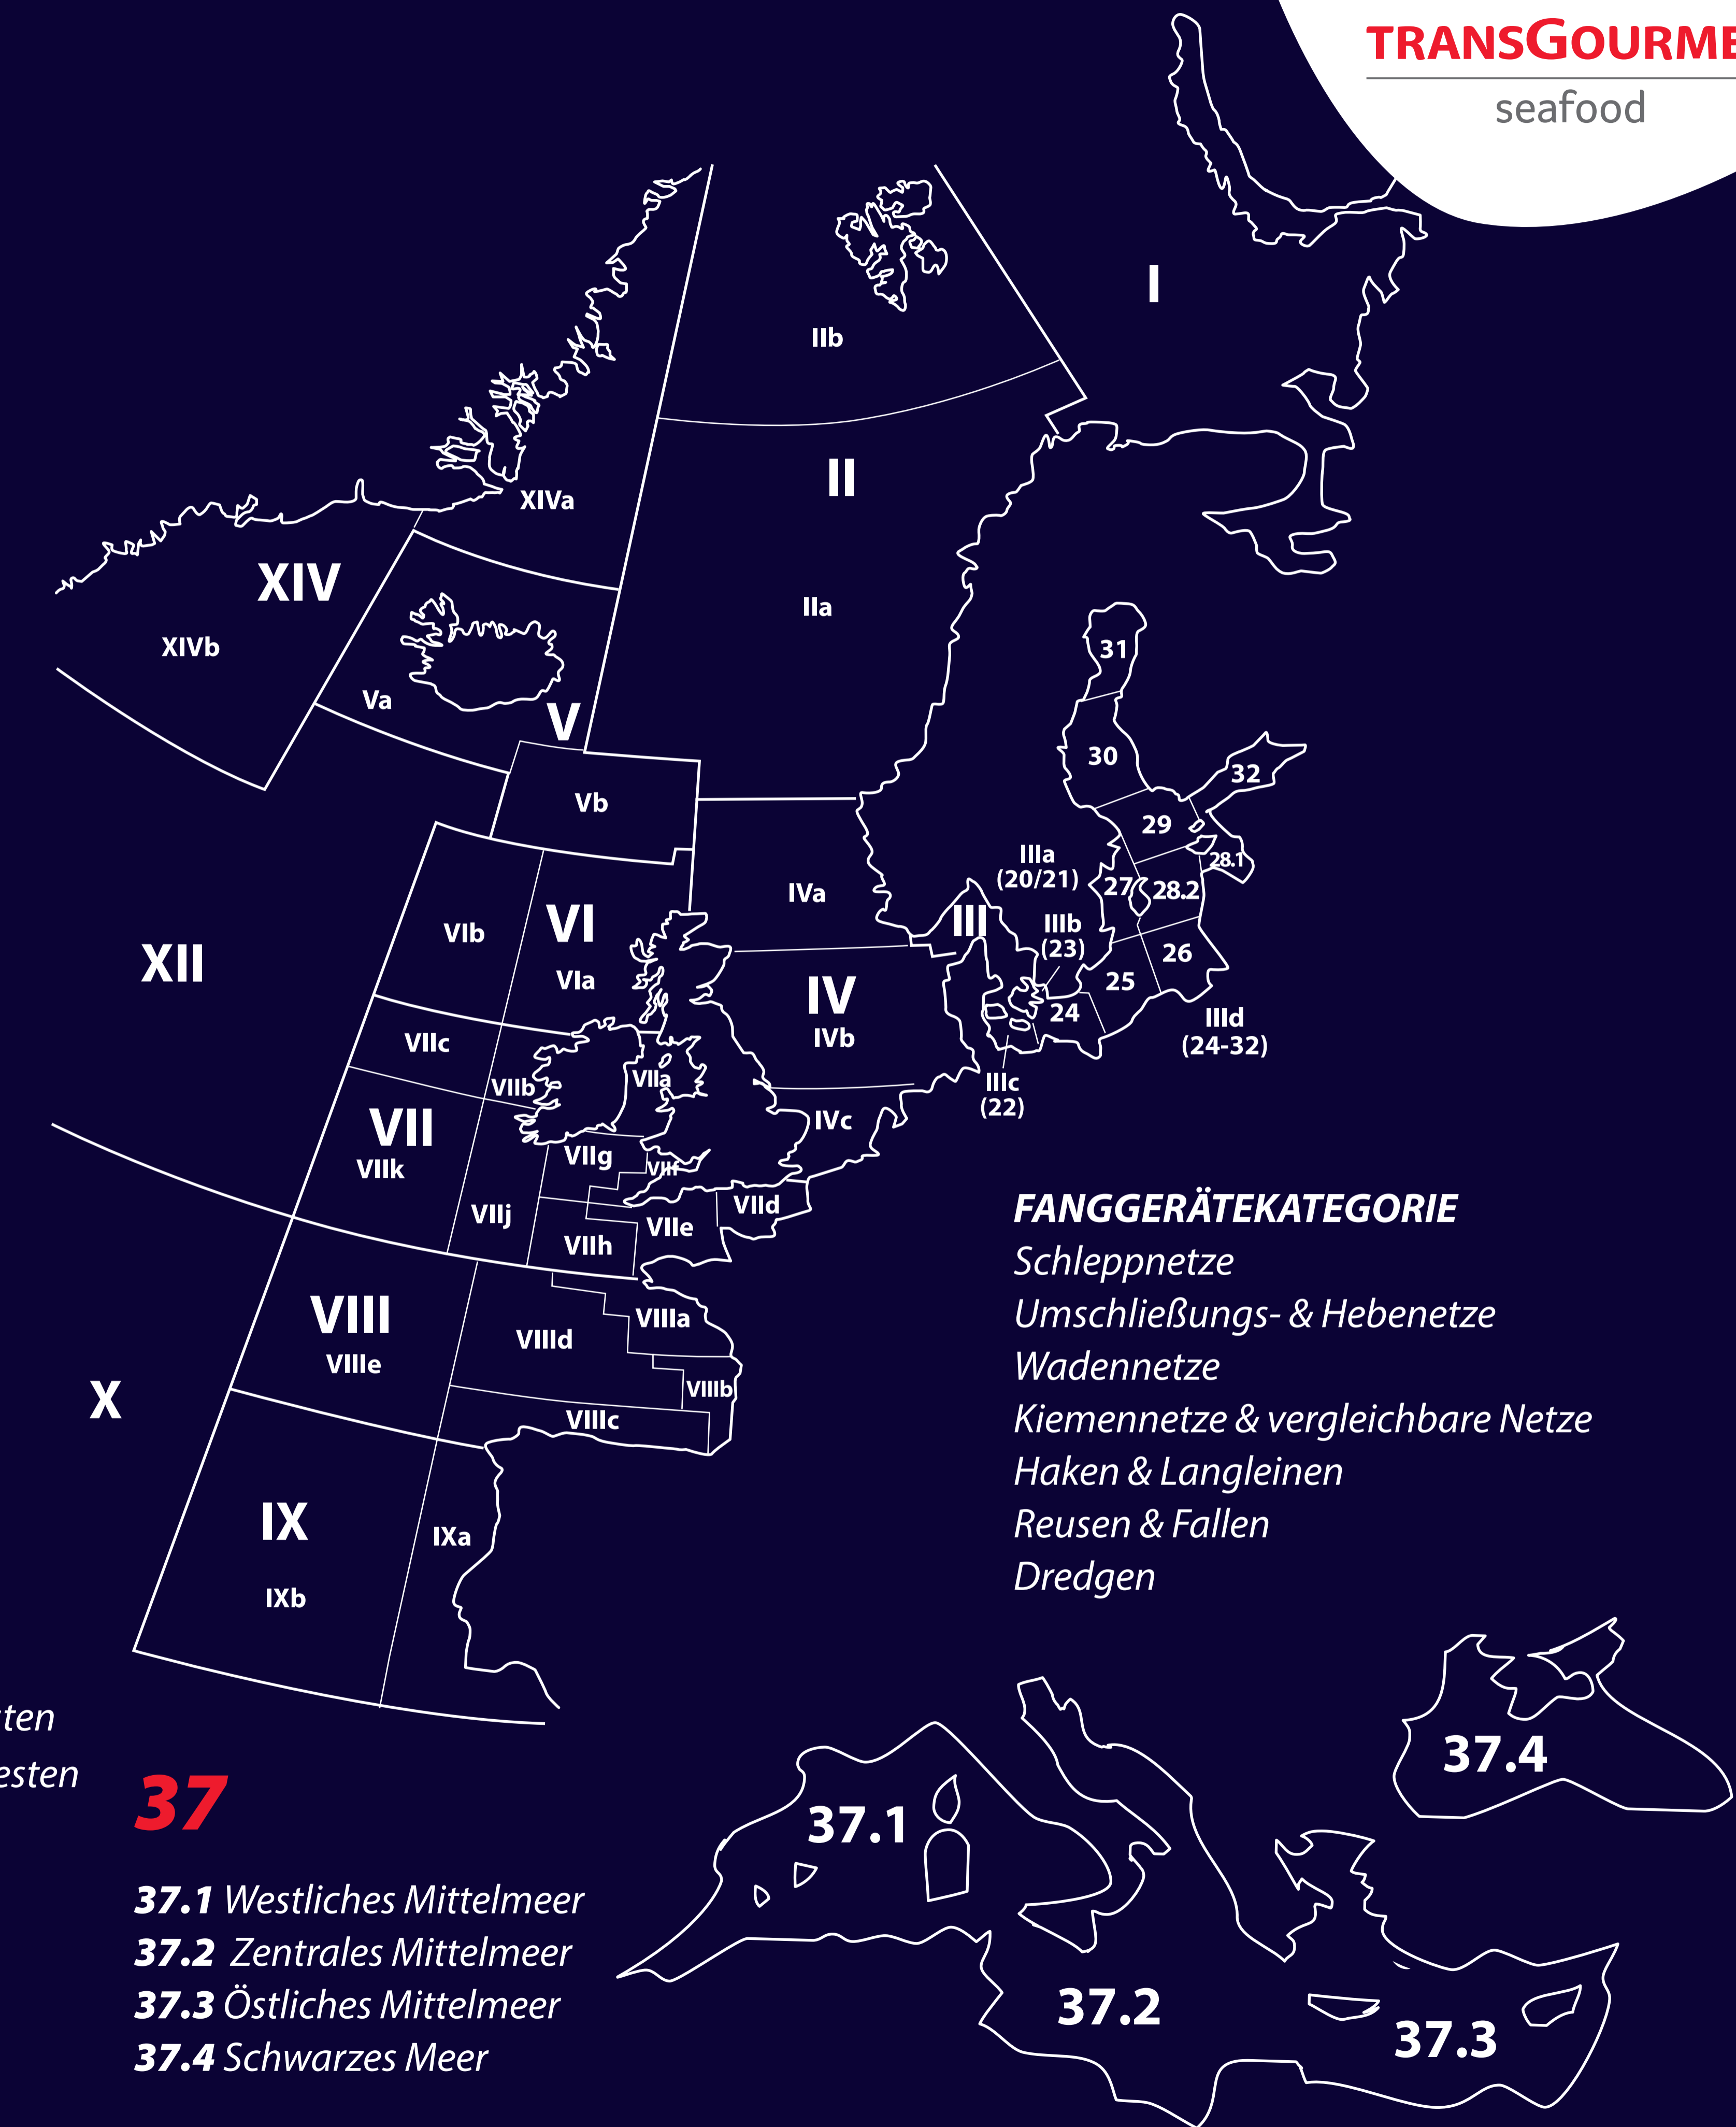 TRANSGOURME
seafood
I
IIb
II
XIVa
XIV
IIa
XIVb
31
Va
V
30
32
Vb
29
IIIa
(20/21)
28.1
27
28.2
IVa
III
VIb
VI
IIIb
(23)
XII
26
VIa
25
IV
IVb
24
IIId
(24-32)
VIIc
VIIb
VIIa
IIIc
(22)
VII
IVc
VIIk
VIIg
VIIf
VIId
VIIj
VIIe
VIIh
FANGGERÄTEKATEGORIE
Schleppnetze
Umschließungs- & Hebenetze
Wadennetze
Kiemennetze & vergleichbare Netze
Haken & Langleinen
Reusen & Fallen
Dredgen
VIII
VIIIa
VIIId
VIIIe
VIIIb
X
VIIIc
IX
IXa
IXb
ten
esten
37
37.1 Westliches Mittelmeer
37.2 Zentrales Mittelmeer
37.3 Östliches Mittelmeer
37.4 Schwarzes Meer
37.4
37.1
37.2
37.3